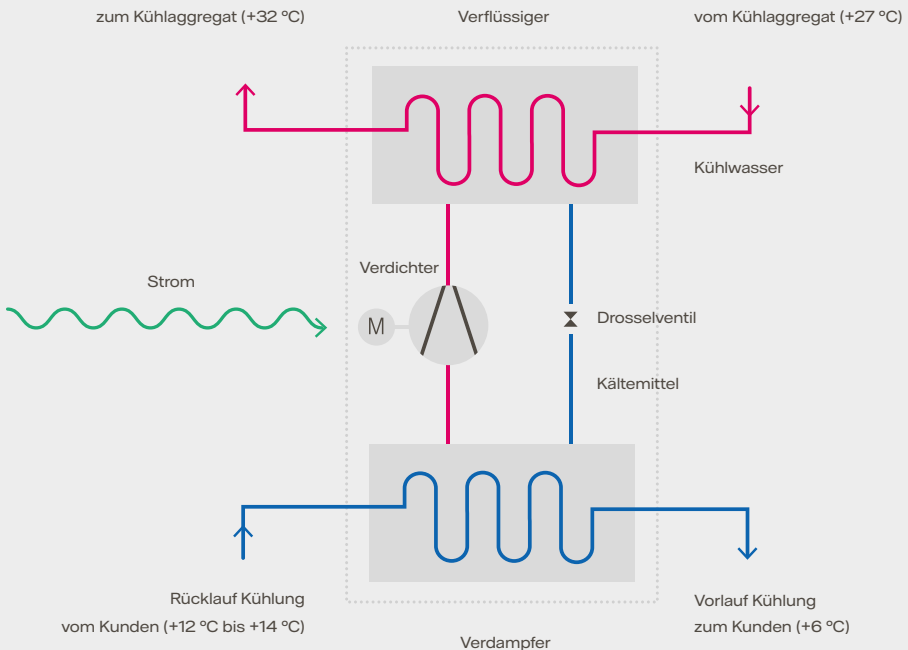 zum Kühlaggregat (+32 °C)
Verflüssiger
vom Kühlaggregat (+27 °C)
Kühlwasser
Verdichter
Strom
M
Drosselventil
Kältemittel
Rücklauf Kühlung
vom Kunden (+12 °C bis +14 °C)
Vorlauf Kühlung
zum Kunden (+6 °C)
Verdampfer